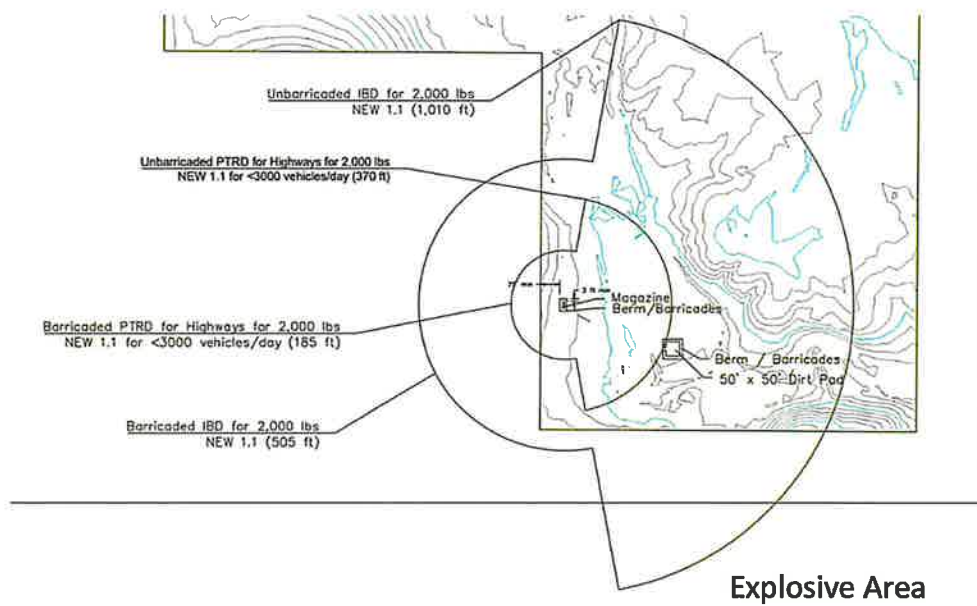 Unbarricaded IBD for 2,000 lbs
NEW 1.1 (1,010 ft)
Unbarricaded PTRD for Highways for 2,000 lbs
NEW 1.1 for <3000 vehicles/day (370 ft)
Magazine
Berm/Barricades
Barricaded PTRD for Highways for 2,000 lbs
NEW 1.1 for <3000 vehicles/day (185 ft)
Berm / Barricades
50' x 50' Dirt Pad
Barricaded IBD for 2,000 lbs
NEW 1.1 (505 ft)
Explosive Area